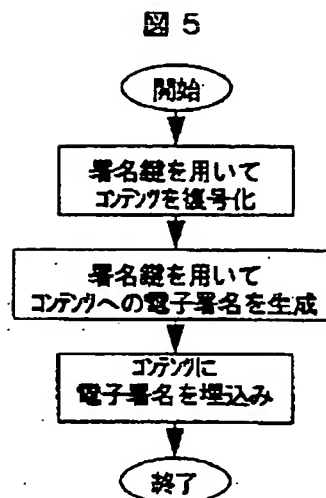 図 5
開始
署名鍵を用いて
コンテンツを復号化
署名鍵を用いて
コンテンツへの電子署名を生成
コンテンツに
電子署名を埋込み
終了